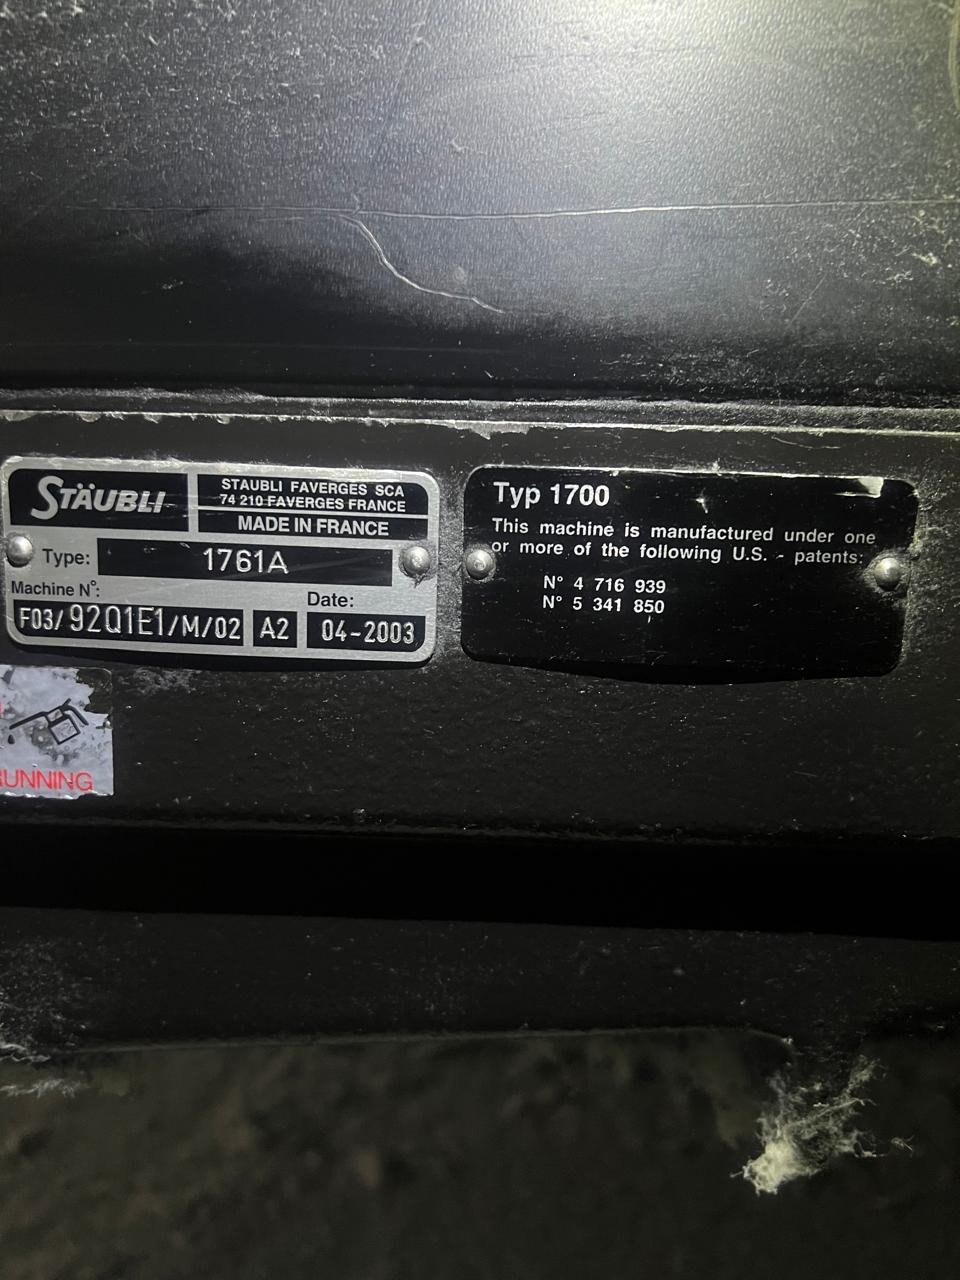 STÄUBLI
STAUBLI FAVERGES SCA
74 210 FAVERGES FRANCE
MADE IN FRANCE
Type: 1761A
Machine N°:
Date:
F03/92Q1E1/M/02 A2 04-2003
Typ 1700
This machine is manufactured under one
or more of the following U.S. - patents:
N° 4 716 939
N° 5 341 850
RUNNING